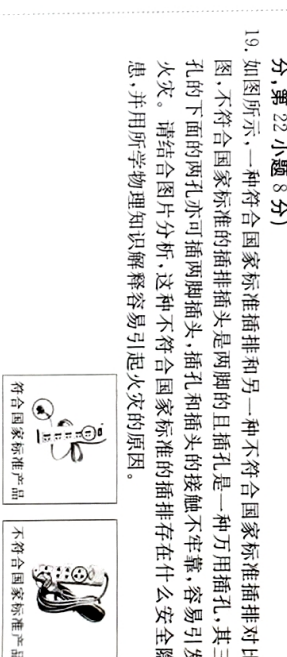 分,第 22 小题 8 分)
19. 如图所示,一种符合国家标准插排和另一种不符合国家标准插排对比
图,不符合国家标准的插排插头是两脚的且插孔是一种万用插孔,其三
孔的下面的两孔亦可插两脚插头,插孔和插头的接触不牢靠,容易引发
火灾。请结合图片分析,这种不符合国家标准的插排存在什么安全隐
患,并用所学物理知识解释容易引起火灾的原因。
符合国家标准产品
不符合国家标准产品